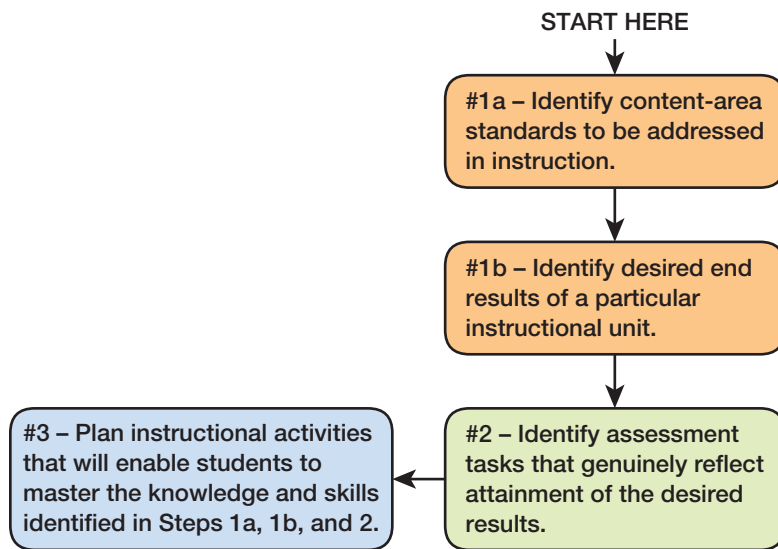 START HERE
#1a – Identify content-area
standards to be addressed
in instruction.
#1b – Identify desired end
results of a particular
instructional unit.
#2 – Identify assessment
tasks that genuinely reflect
attainment of the desired
results.
#3 – Plan instructional activities
that will enable students to
master the knowledge and skills
identified in Steps 1a, 1b, and 2.